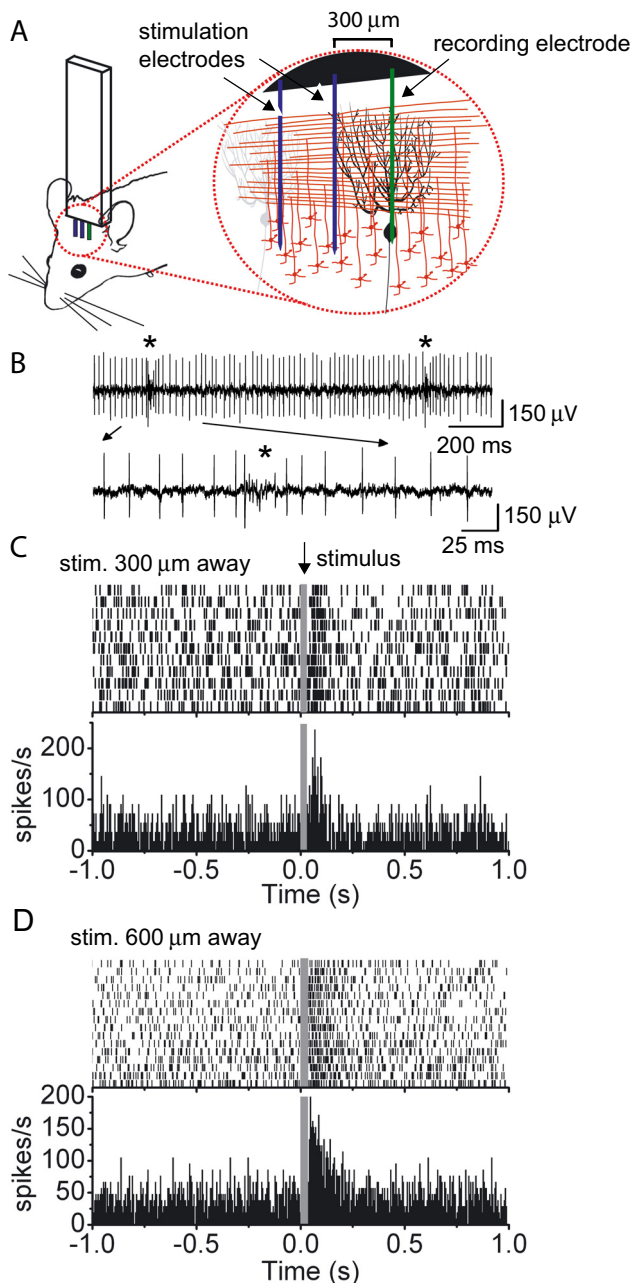 A
300 μm
stimulation electrodes
recording electrode
B
*
*
150 μV
200 ms
*
150 μV
25 ms
C
stim. 300 μm away
stimulus
spikes/s
200
100
0
-1.0 -0.5 0.0 0.5 1.0
Time (s)
D
stim. 600 μm away
spikes/s
200
150
100
50
0
-1.0 -0.5 0.0 0.5 1.0
Time (s)